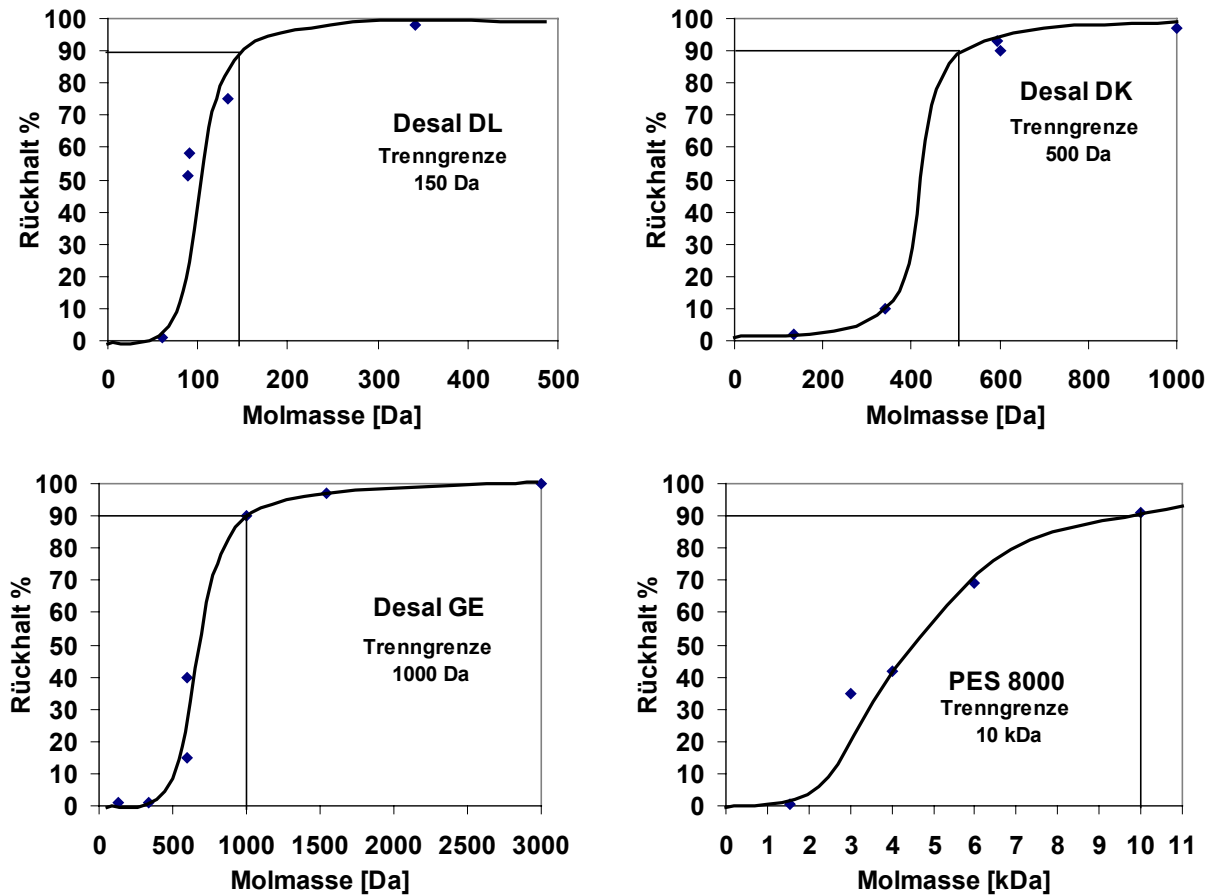 100
90
80
70
60
50
40
30
20
10
0
Rückhalt %
Desal DL
Trenngrenze
150 Da
0 100 200 300 400 500
Molmasse [Da]
100
90
80
70
60
50
40
30
20
10
0
Rückhalt %
Desal DK
Trenngrenze
500 Da
0 200 400 600 800 1000
Molmasse [Da]
100
90
80
70
60
50
40
30
20
10
0
Rückhalt %
Desal GE
Trenngrenze
1000 Da
0 500 1000 1500 2000 2500 3000
Molmasse [Da]
100
90
80
70
60
50
40
30
20
10
0
Rückhalt %
PES 8000
Trenngrenze
10 kDa
0 1 2 3 4 5 6 7 8 9 10 11
Molmasse [kDa]